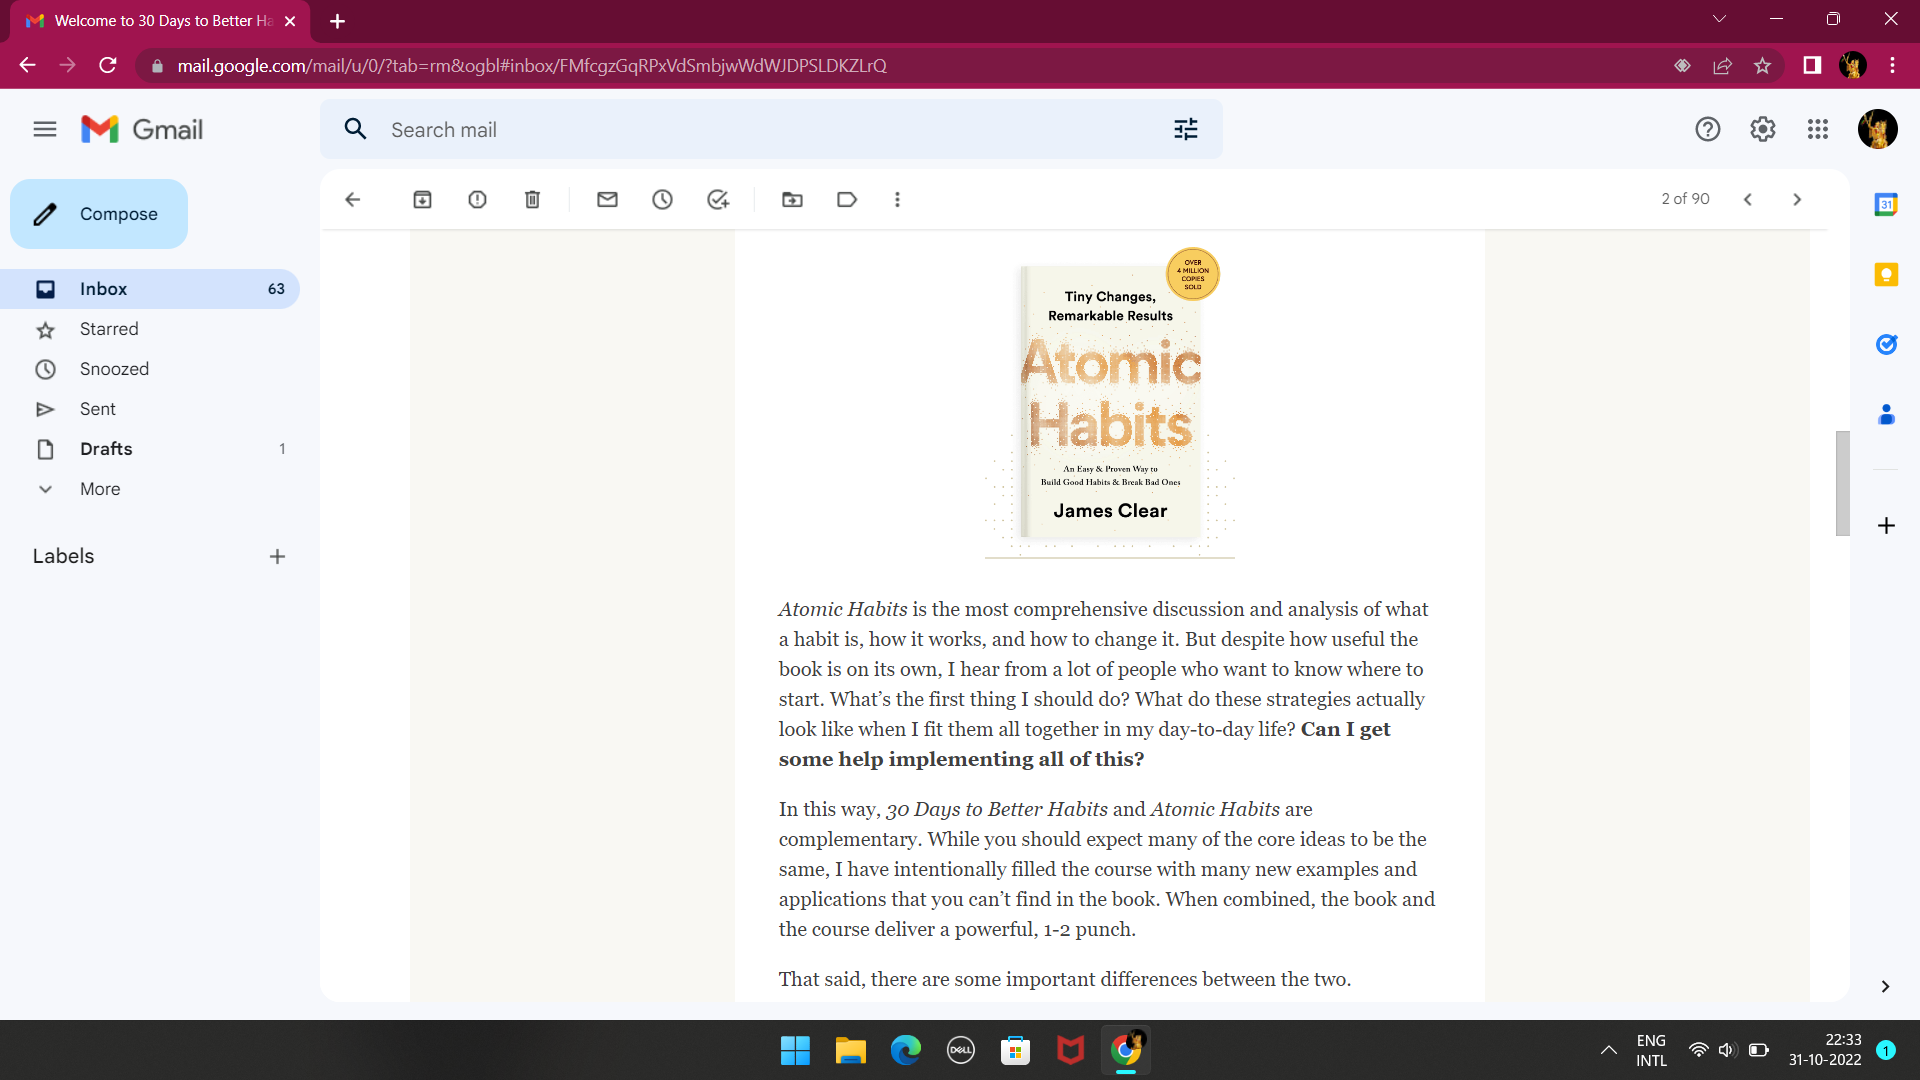 Welcome to 30 Days to Better Ha
mail.google.com/mail/u/0/?tab=rm&ogbl#inbox/FMfcgzGqRPxVdSmbjwWdWJDPSLDKZLrQ
Gmail
Search mail
Compose
2 of 90
Inbox 63
Starred
Snoozed
Sent
Drafts 1
More
Labels
31
OVER
4 MILLION
COPIES
SOLD
Tiny Changes,
Remarkable Results
Atomic
Habits
An Easy & Proven Way to
Build Good Habits & Break Bad Ones
James Clear
Atomic Habits is the most comprehensive discussion and analysis of what
a habit is, how it works, and how to change it. But despite how useful the
book is on its own, I hear from a lot of people who want to know where to
start. What’s the first thing I should do? What do these strategies actually
look like when I fit them all together in my day-to-day life? Can I get
some help implementing all of this?
In this way, 30 Days to Better Habits and Atomic Habits are
complementary. While you should expect many of the core ideas to be the
same, I have intentionally filled the course with many new examples and
applications that you can’t find in the book. When combined, the book and
the course deliver a powerful, 1-2 punch.
That said, there are some important differences between the two.
DELL
ENG
INTL
22:33
31-10-2022
1